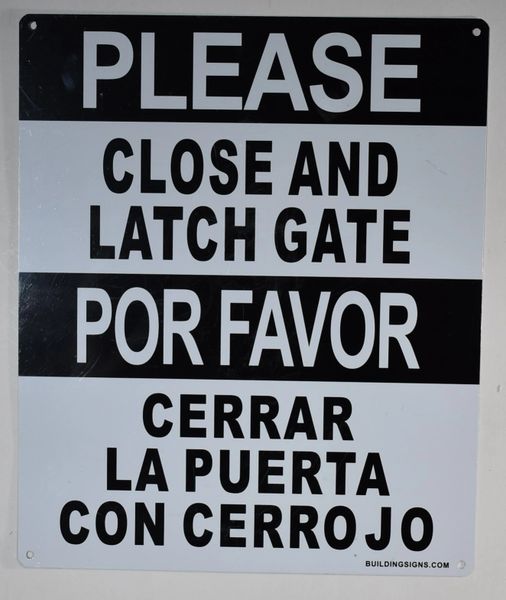 PLEASE
CLOSE AND
LATCH GATE
POR FAVOR
CERRAR
LA PUERTA
CON CERROJO
BUILDINGSIGNS.COM